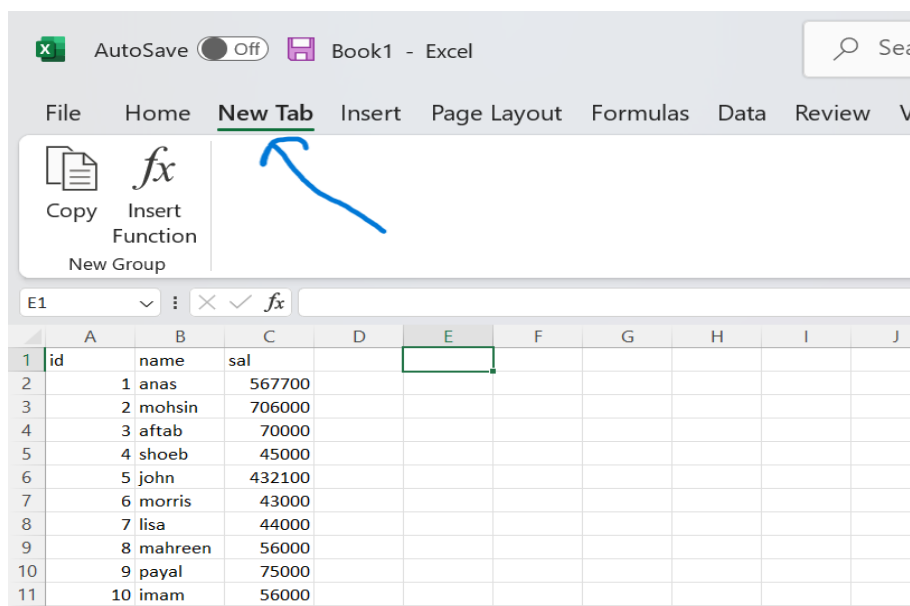 AutoSave Off Book1 - Excel Sea
File Home New Tab Insert Page Layout Formulas Data Review V
Copy fx Insert Function
New Group
E1 fx
A B C D E F G H I J
1 id name sal
2 1 anas 567700
3 2 mohsin 706000
4 3 aftab 70000
5 4 shoeb 45000
6 5 john 432100
7 6 morris 43000
8 7 lisa 44000
9 8 mahreen 56000
10 9 payal 75000
11 10 imam 56000